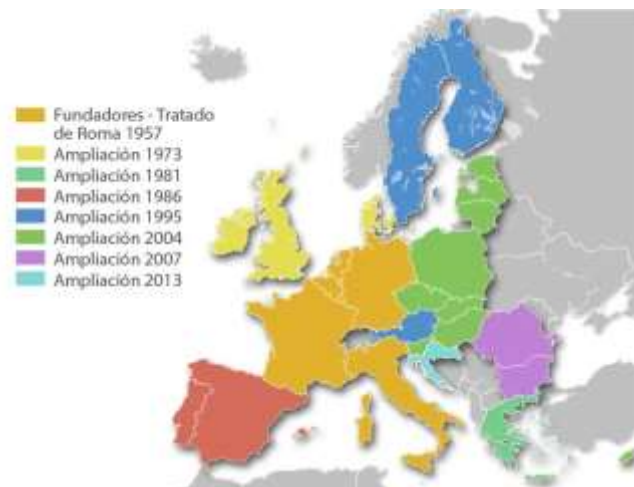 Fundadores - Tratado
de Roma 1957
Ampliación 1973
Ampliación 1981
Ampliación 1986
Ampliación 1995
Ampliación 2004
Ampliación 2007
Ampliación 2013